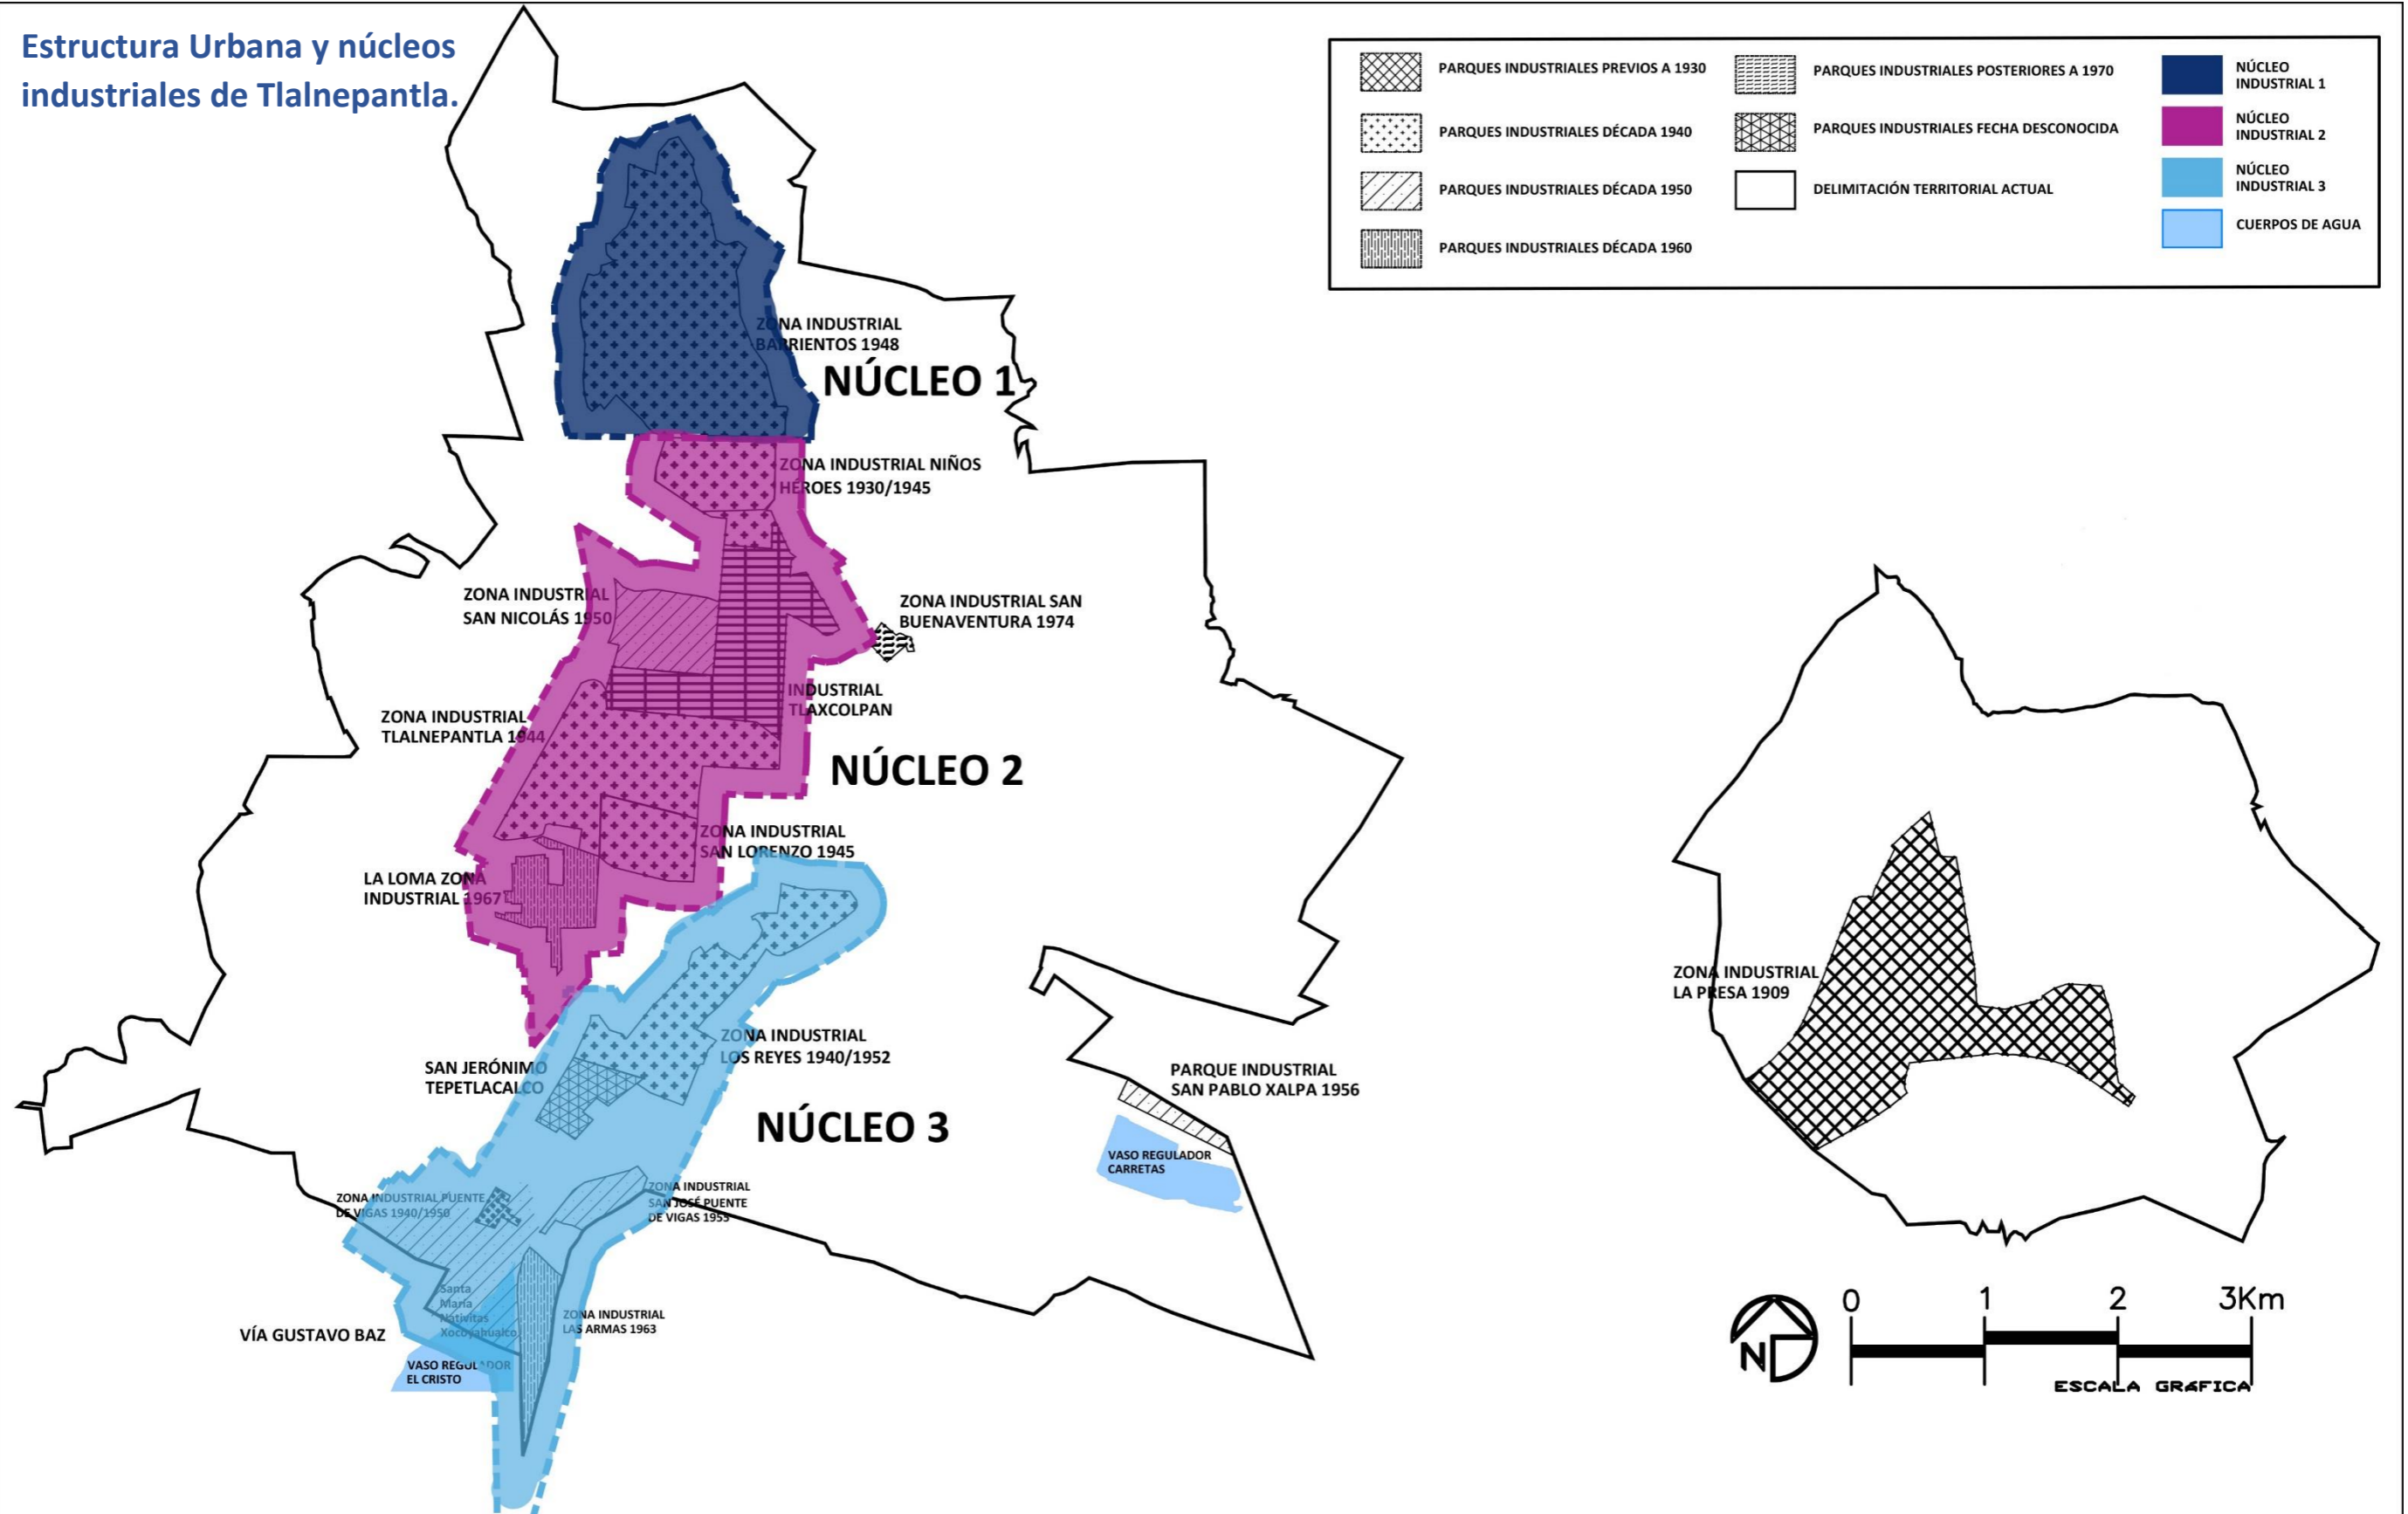 Estructura Urbana y núcleos
industriales de Tlalnepantla.
PARQUES INDUSTRIALES PREVIOS A 1930
PARQUES INDUSTRIALES DÉCADA 1940
PARQUES INDUSTRIALES DÉCADA 1950
PARQUES INDUSTRIALES DÉCADA 1960
PARQUES INDUSTRIALES POSTERIORES A 1970
PARQUES INDUSTRIALES FECHA DESCONOCIDA
DELIMITACIÓN TERRITORIAL ACTUAL
NÚCLEO
INDUSTRIAL 1
NÚCLEO
INDUSTRIAL 2
NÚCLEO
INDUSTRIAL 3
CUERPOS DE AGUA
ZONA INDUSTRIAL
BARRIENTOS 1948
NÚCLEO 1
ZONA INDUSTRIAL NIÑOS
HÉROES 1930/1945
ZONA INDUSTRIAL
SAN NICOLÁS 1950
ZONA INDUSTRIAL SAN
BUENAVENTURA 1974
INDUSTRIAL
TLAXCOLPAN
ZONA INDUSTRIAL
TLALNEPANTLA 1944
NÚCLEO 2
ZONA INDUSTRIAL
SAN LORENZO 1945
LA LOMA ZONA
INDUSTRIAL 1967
ZONA INDUSTRIAL
LA PRESA 1909
ZONA INDUSTRIAL
LOS REYES 1940/1952
SAN JERÓNIMO
TEPETLACALCO
PARQUE INDUSTRIAL
SAN PABLO XALPA 1956
NÚCLEO 3
VASO REGULADOR
CARRETAS
ZONA INDUSTRIAL PUENTE
DE VIGAS 1940/1950
ZONA INDUSTRIAL
SAN JOSÉ PUENTE
DE VIGAS 1953
Santa
María
Nativitas
Xocoyahualco
ZONA INDUSTRIAL
LAS ARMAS 1963
VÍA GUSTAVO BAZ
VASO REGULADOR
EL CRISTO
N
0 1 2 3Km
ESCALA GRÁFICA